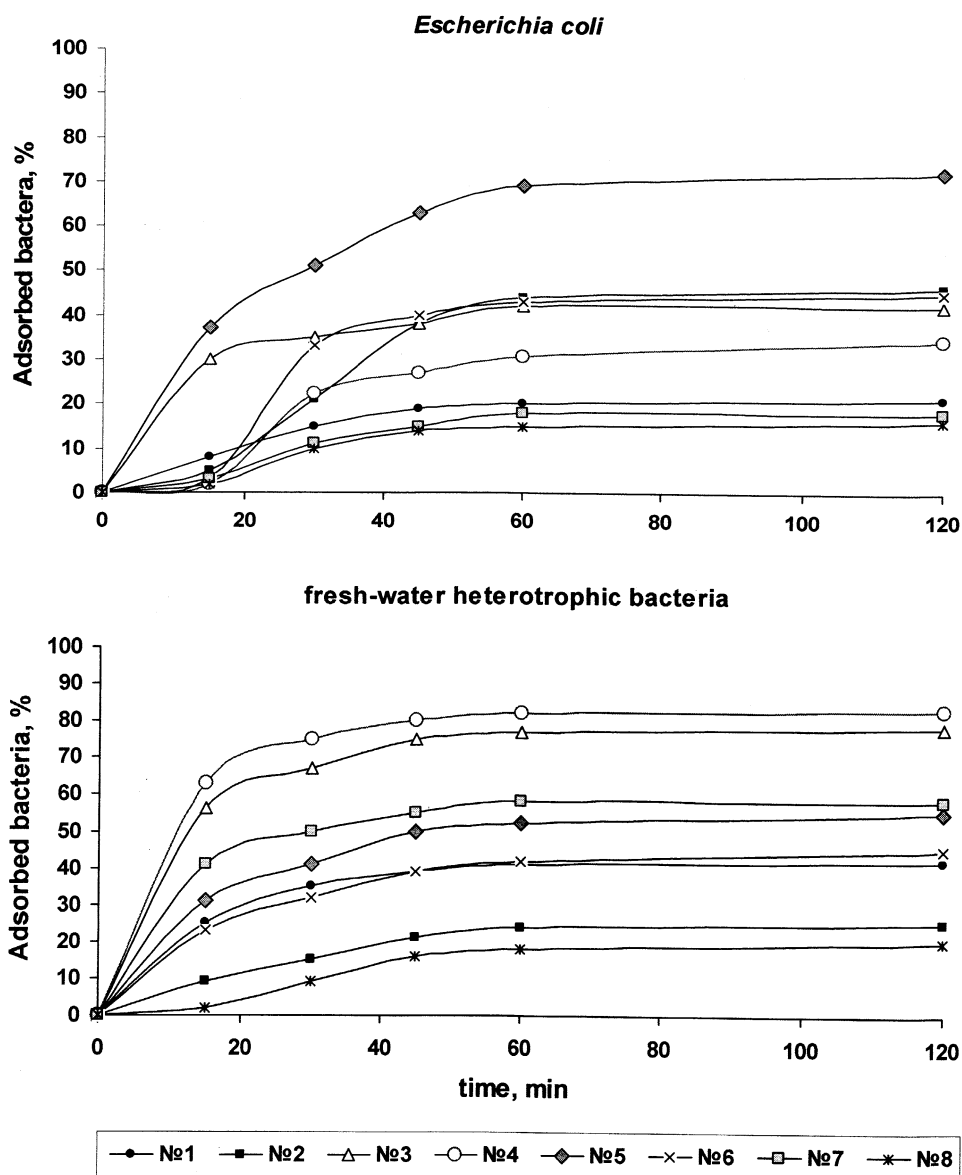 Escherichia coli
100
90
80
70
60
50
40
30
20
10
0
Adsorbed bactera, %
0 20 40 60 80 100 120
fresh-water heterotrophic bacteria
100
90
80
70
60
50
40
30
20
10
0
Adsorbed bacteria, %
0 20 40 60 80 100 120
time, min
№1 №2 №3 №4 №5 №6 №7 №8